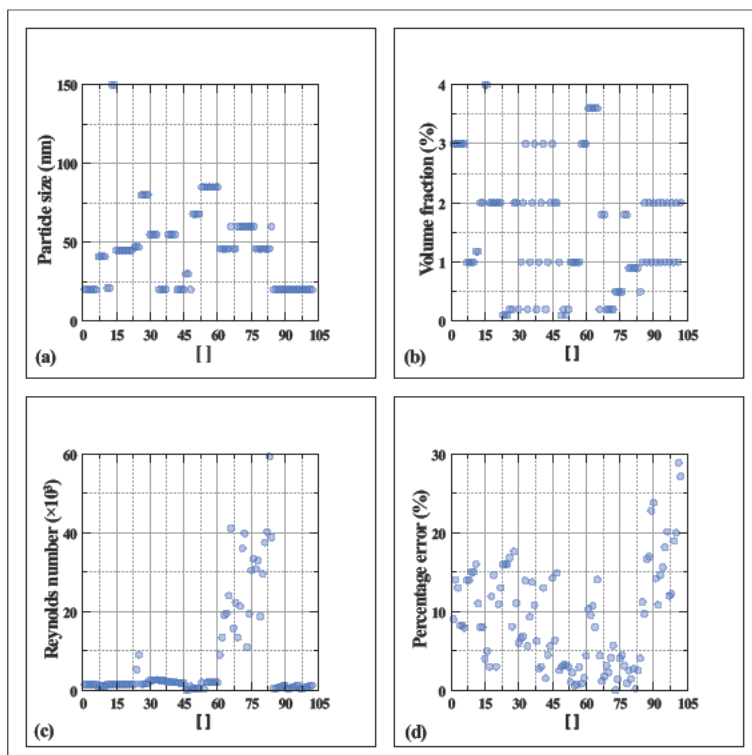 150
100
50
0
Particle size (nm)
0 15 30 45 60 75 90 105
[ ]
(a)
4
3
2
1
0
Volume fraction (%)
0 15 30 45 60 75 90 105
[ ]
(b)
60
40
20
0
Reynolds number (×10³)
0 15 30 45 60 75 90 105
[ ]
(c)
30
20
10
0
Percentage error (%)
0 15 30 45 60 75 90 105
[ ]
(d)